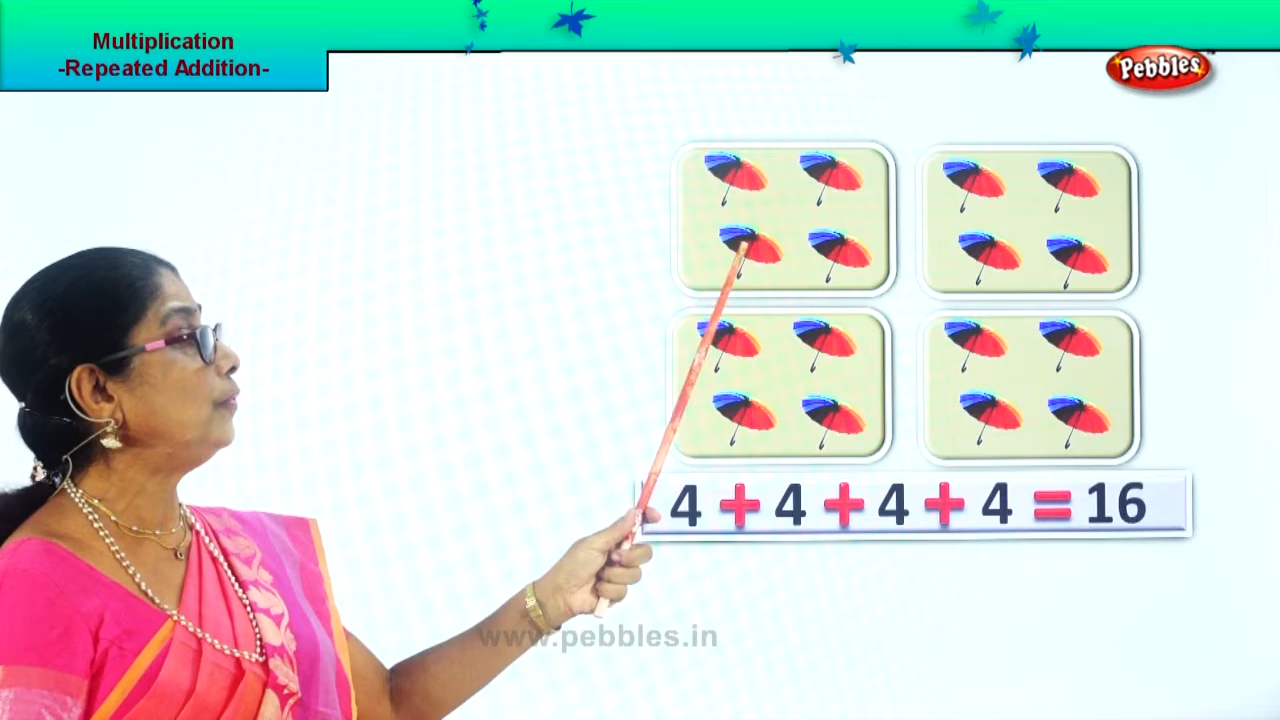 Multiplication
-Repeated Addition-
Pebbles
4 + 4 + 4 + 4 = 16
www.pebbles.in